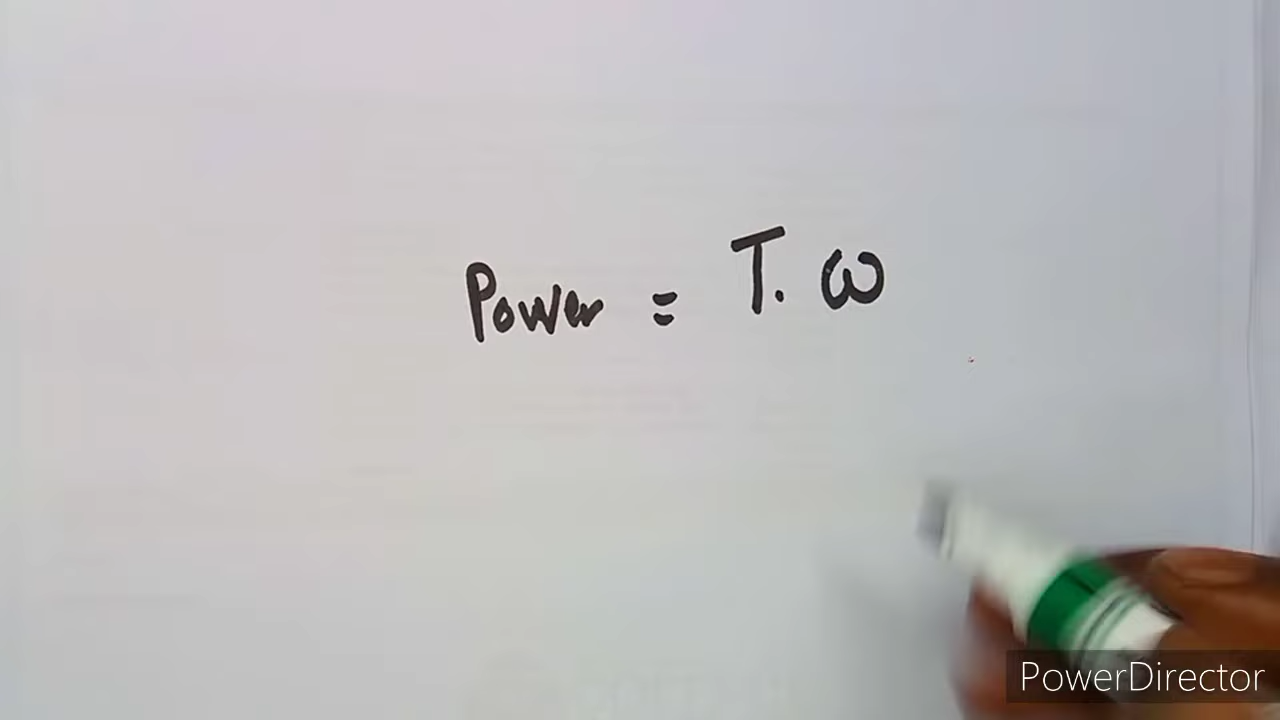 Power = T. ω
PowerDirector